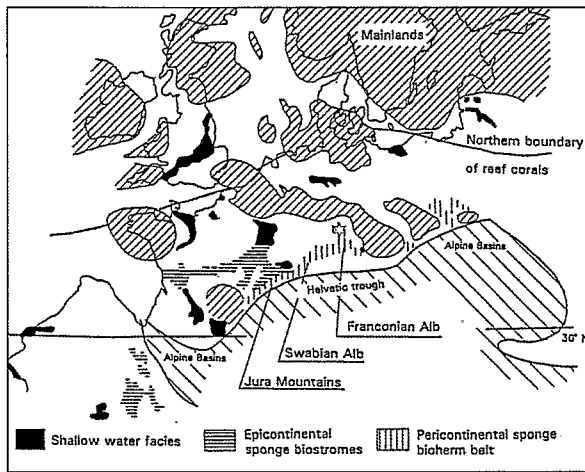 Mainlands
Northern boundary
of reef corals
Alpine Basins
Helvetic trough
Franconian Alb
30° N
Alpine Basins
Swabian Alb
Jura Mountains
Shallow water facies
Epicontinental
sponge biostromes
Pericontinental sponge
bioherm belt